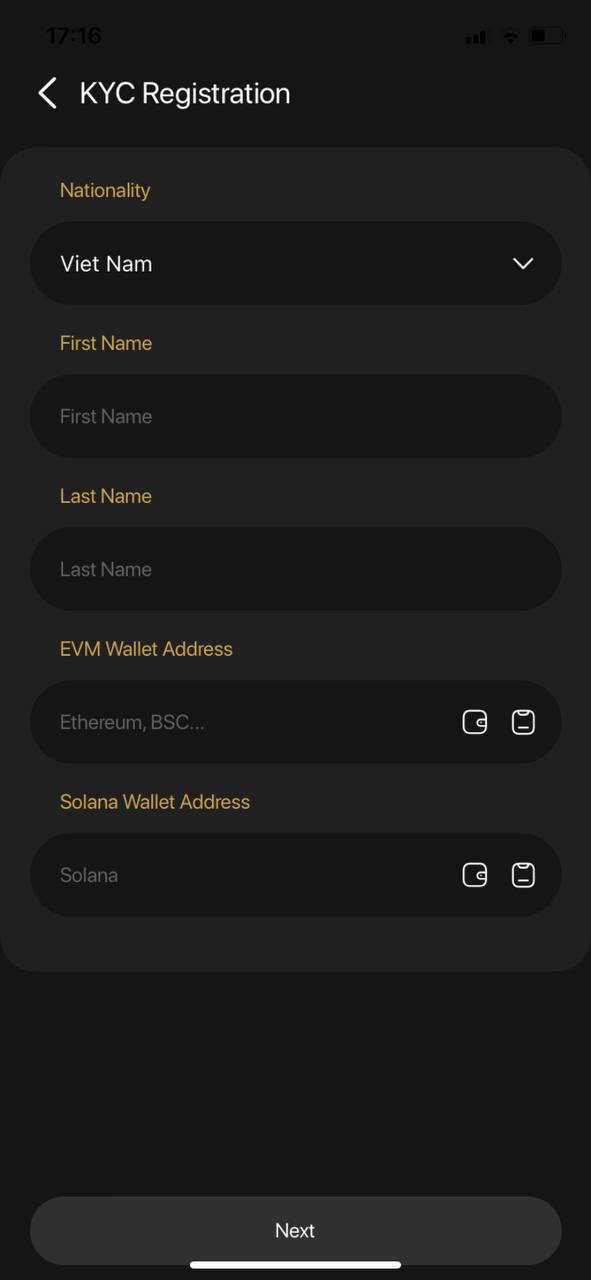 17:16
KYC Registration
Nationality
Viet Nam
First Name
First Name
Last Name
Last Name
EVM Wallet Address
Ethereum, BSC...
Solana Wallet Address
Solana
Next